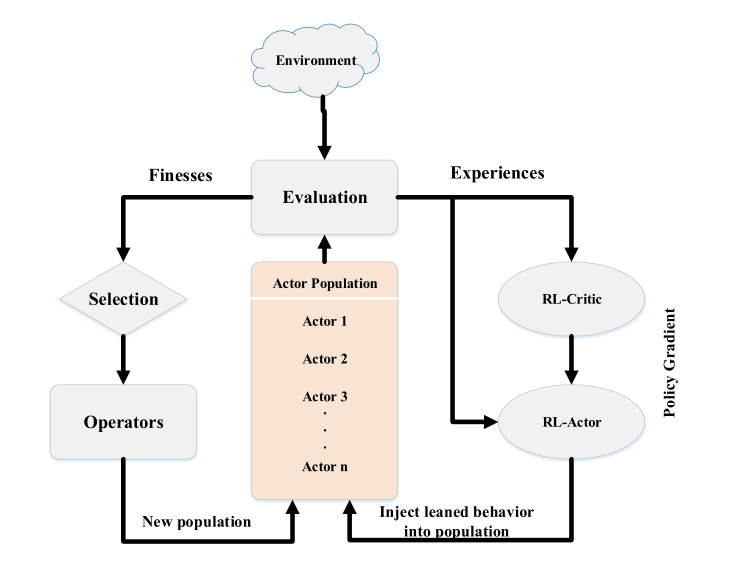 Environment
Finesses
Experiences
Evaluation
Selection
Actor Population
RL-Critic
Actor 1
Actor 2
Actor 3
.
.
.
Actor n
Policy Gradient
Operators
RL-Actor
New population
Inject leaned behavior
into population